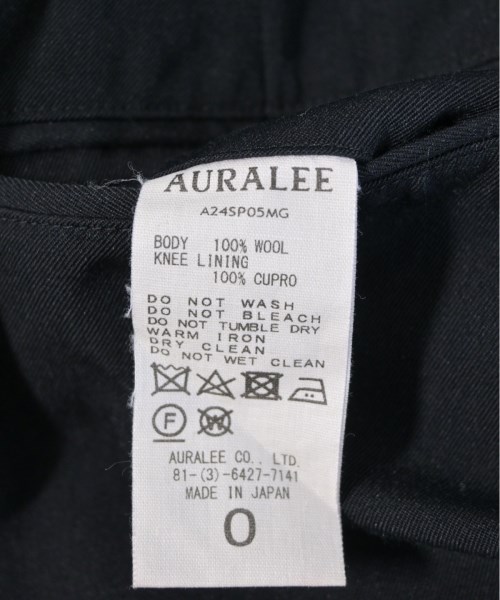 AURALEE
A24SP05MG
BODY 100% WOOL
KNEE LINING
100% CUPRO
DO NOT WASH
DO NOT BLEACH
DO NOT TUMBLE DRY
WARM IRON
DRY CLEAN
DO NOT WET CLEAN
F W
AURALEE CO., LTD.
81-(3)-6427-7141
MADE IN JAPAN
0